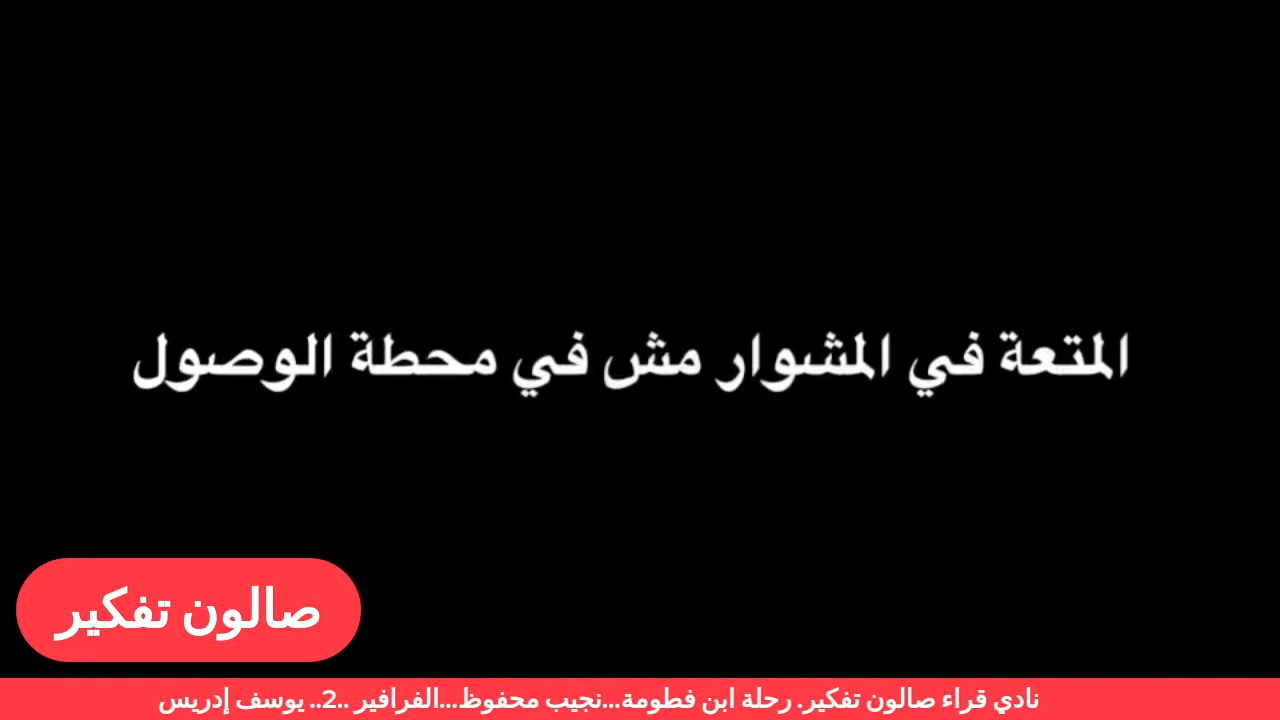 المتعة في المشوار مش في محطة الوصول
صالون تفكير
نادي قراء صالون تفكير. رحلة ابن فطومة...نجيب محفوظ...الفرافير ..2.. يوسف إدريس